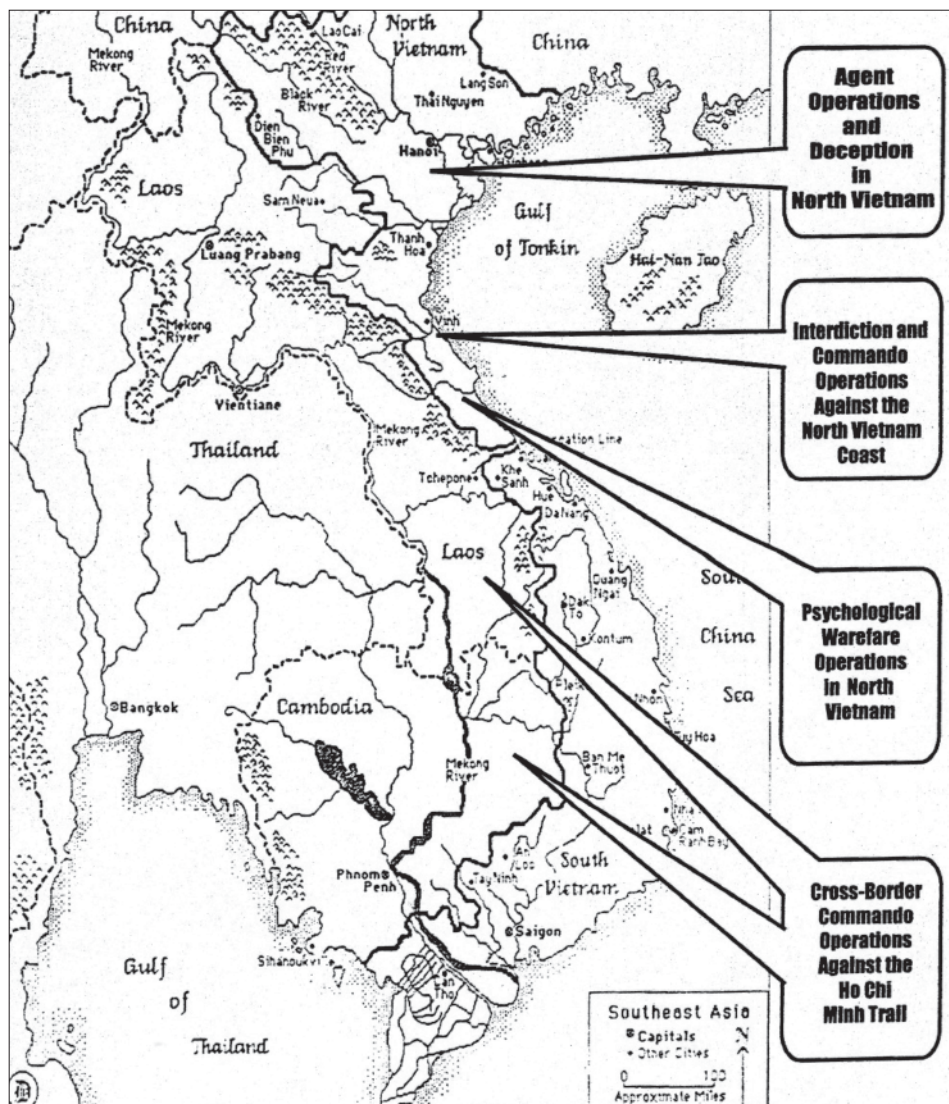 China
Mekong
River
Lao Cai
Red
River
North
Vietnam
China
Black
River
Lang Son
Thai Nguyen
Dien
Bien
Phu
Hanoi
Laos
Sam Neua
Gulf
of Tonkin
Thanh
Hoa
Luang Prabang
Hai-Nan Tao
Mekong
River
Vinh
Vientiane
Thailand
Mekong
River
Line
Tchepone
Khe
Sanh
Hue
Da Nang
Laos
Quang
Ngai
Dak
To
Kontum
China
Bangkok
Cambodia
Mekong
River
Ban Me
Thuot
Phnom
Penh
Tay Ninh
South
Vietnam
Saigon
Gulf
of
Thailand
Agent
Operations
and
Deception
in
North Vietnam
Interdiction and
Commando
Operations
Against the
North Vietnam
Coast
Psychological
Warefare
Operations
in North
Vietnam
Cross-Border
Commando
Operations
Against the
Ho Chi
Minh Trail
Southeast Asia
Capitals
Other Cities
N
0 100
Approximate Miles
D